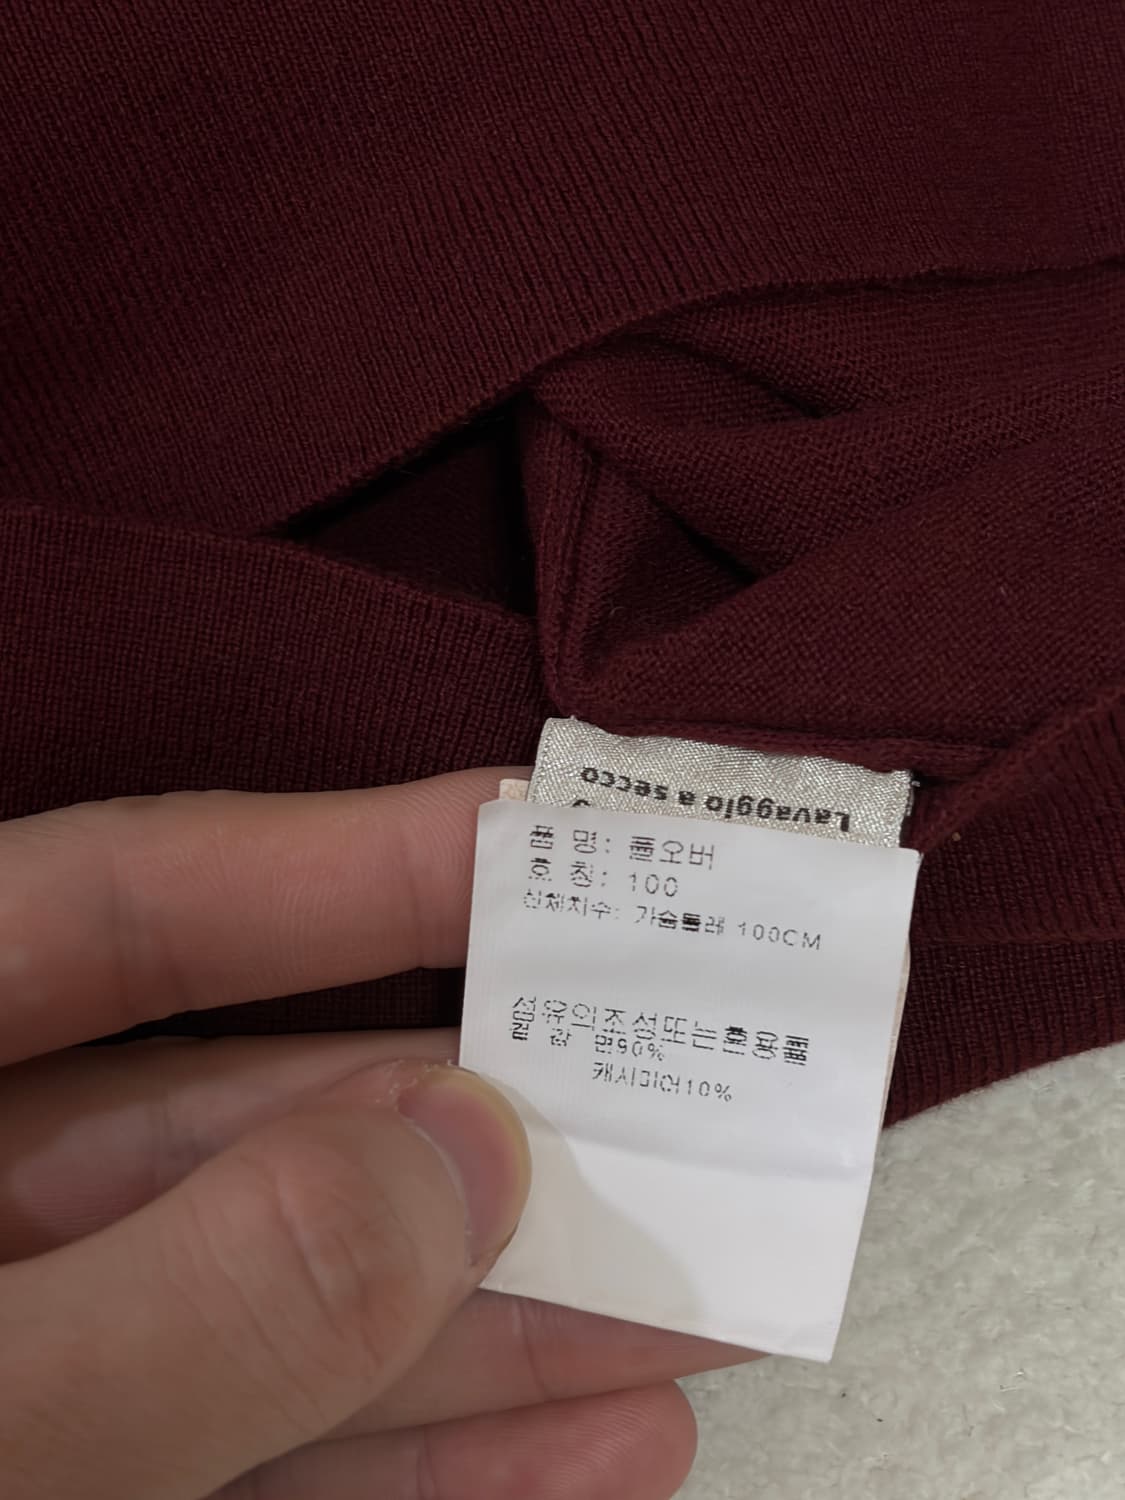 Lavaggio a secco
품 명: 풀오버
호 칭: 100
신체치수: 가슴둘레 100CM
섬유의조성또는혼용률
겉 감 면90%
캐시미어10%